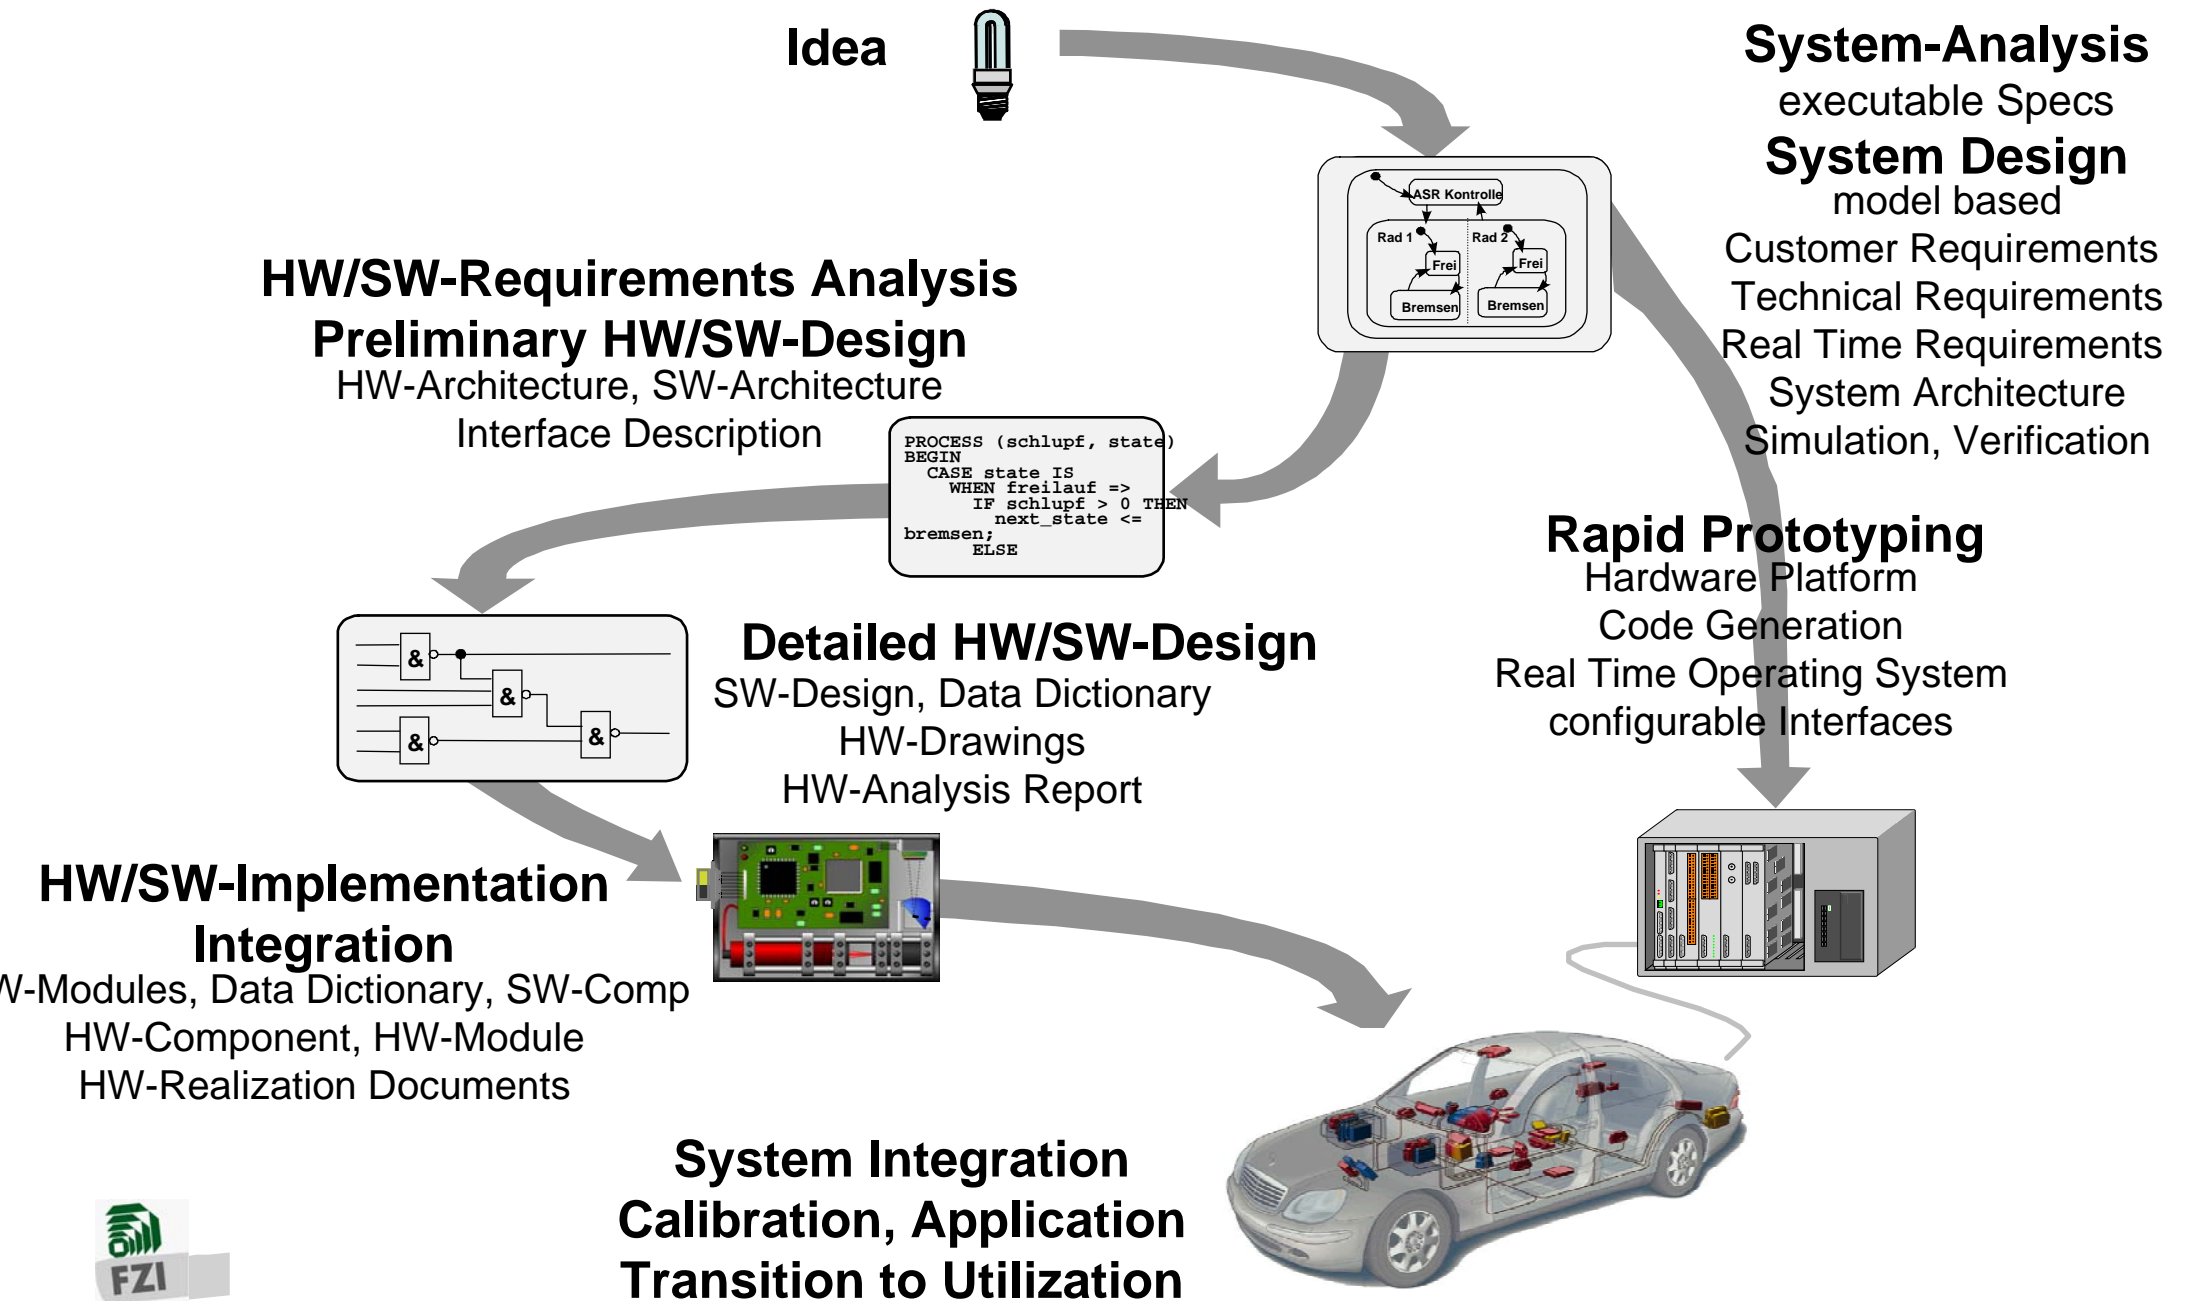 Idea
System-Analysis
executable Specs
System Design
model based
Customer Requirements
Technical Requirements
Real Time Requirements
System Architecture
Simulation, Verification
ASR Kontrolle
Rad 1
Rad 2
Frei
Frei
Bremsen
Bremsen
HW/SW-Requirements Analysis
Preliminary HW/SW-Design
HW-Architecture, SW-Architecture
Interface Description
PROCESS (schlupf, state)
BEGIN
CASE state IS
WHEN freilauf =>
IF schlupf > 0 THEN
next_state <=
bremsen;
ELSE
Rapid Prototyping
Hardware Platform
Code Generation
Real Time Operating System
configurable Interfaces
&
&
&
&
Detailed HW/SW-Design
SW-Design, Data Dictionary
HW-Drawings
HW-Analysis Report
HW/SW-Implementation
Integration
W-Modules, Data Dictionary, SW-Comp
HW-Component, HW-Module
HW-Realization Documents
System Integration
Calibration, Application
Transition to Utilization
FZI